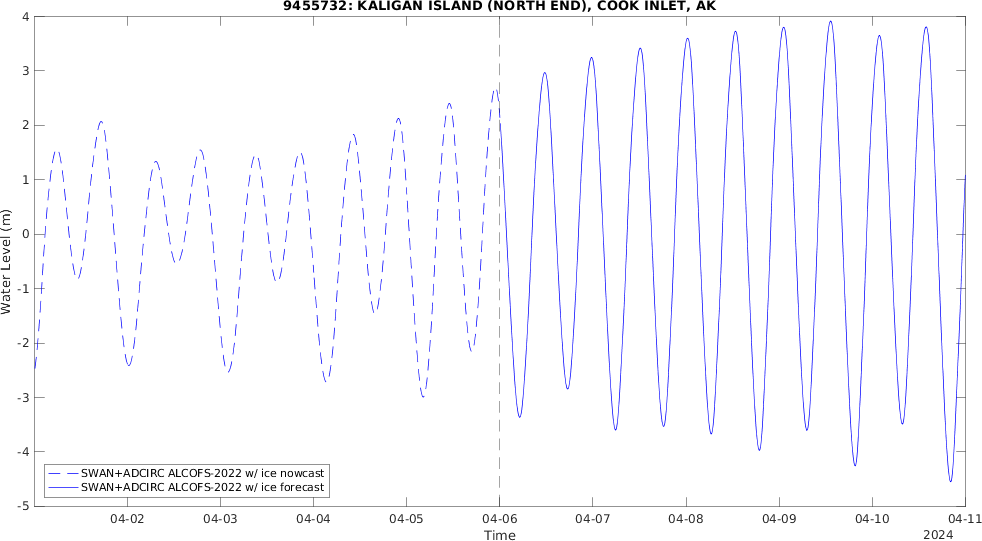 9455732: KALIGAN ISLAND (NORTH END), COOK INLET, AK
4
3
2
1
0
-1
-2
-3
-4
-5
Water Level (m)
SWAN+ADCIRC ALCOFS-2022 w/ ice nowcast
SWAN+ADCIRC ALCOFS-2022 w/ ice forecast
04-02 04-03 04-04 04-05 04-06 04-07 04-08 04-09 04-10 04-11
Time
2024